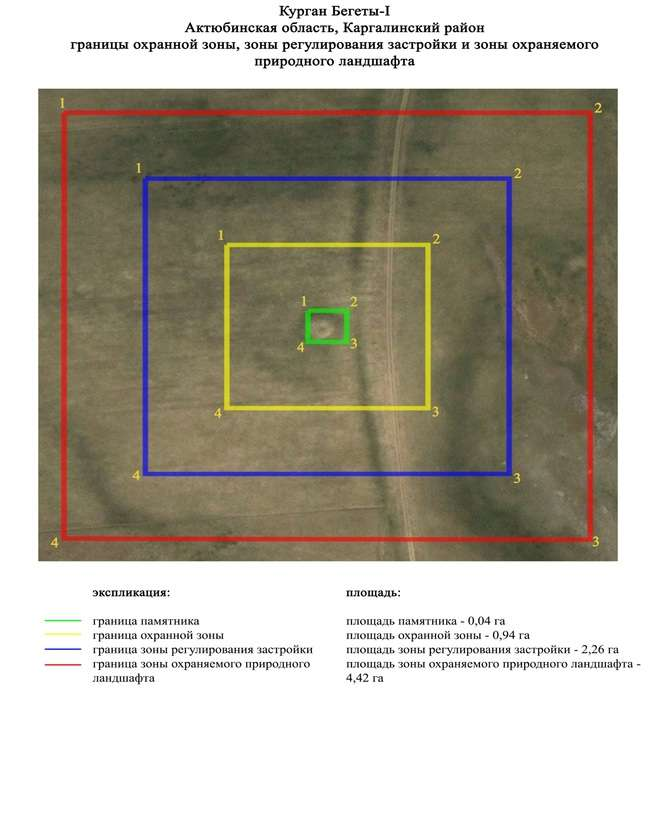 Курган Бегеты-I
Актюбинская область, Каргалинский район
границы охранной зоны, зоны регулирования застройки и зоны охраняемого
природного ландшафта
1
2
1
2
1
2
1
2
4
3
4
3
4
3
4
3
экспликация:
площадь:
граница памятника
площадь памятника - 0,04 га
граница охранной зоны
площадь охранной зоны - 0,94 га
граница зоны регулирования застройки
площадь зоны регулирования застройки - 2,26 га
граница зоны охраняемого природного
площадь зоны охраняемого природного ландшафта -
ландшафта
4,42 га